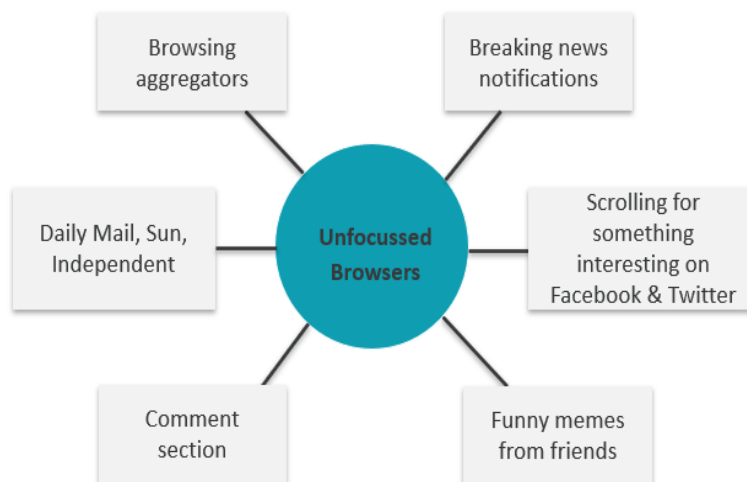 Browsing
aggregators
Breaking news
notifications
Daily Mail, Sun,
Independent
Unfocussed
Browsers
Scrolling for
something
interesting on
Facebook & Twitter
Comment
section
Funny memes
from friends